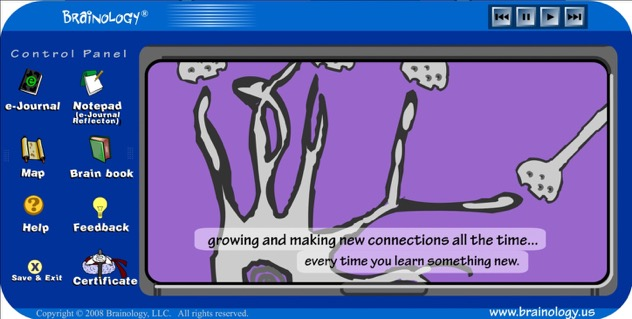 BRAINOLOGY®
Control Panel
e-Journal
Notepad
(e-Journal
Reflecton)
Map
Brain book
Help
Feedback
Save & Exit
Certificate
growing and making new connections all the time...
every time you learn something new.
Copyright © 2008 Brainology, LLC. All rights reserved.
www.brainology.us